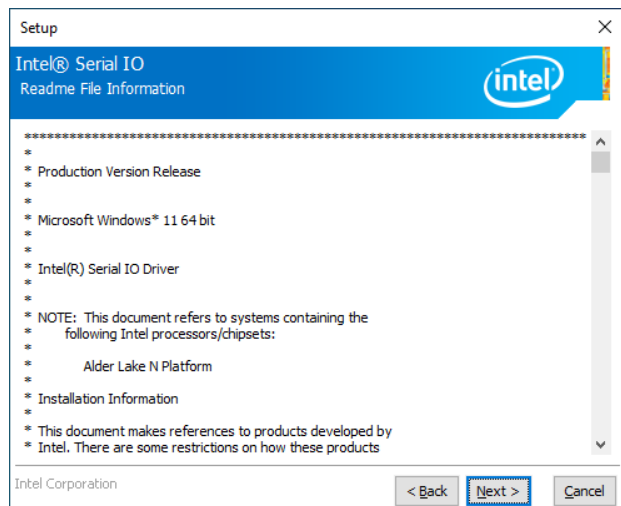 Setup
Intel® Serial IO
Readme File Information
intel
*******************************************************************************
*
* Production Version Release
*
*
* Microsoft Windows* 11 64 bit
*
*
* Intel(R) Serial IO Driver
*
*
* NOTE: This document refers to systems containing the
* following Intel processors/chipsets:
*
* Alder Lake N Platform
*
* Installation Information
*
* This document makes references to products developed by
* Intel. There are some restrictions on how these products
Intel Corporation
< Back
Next >
Cancel